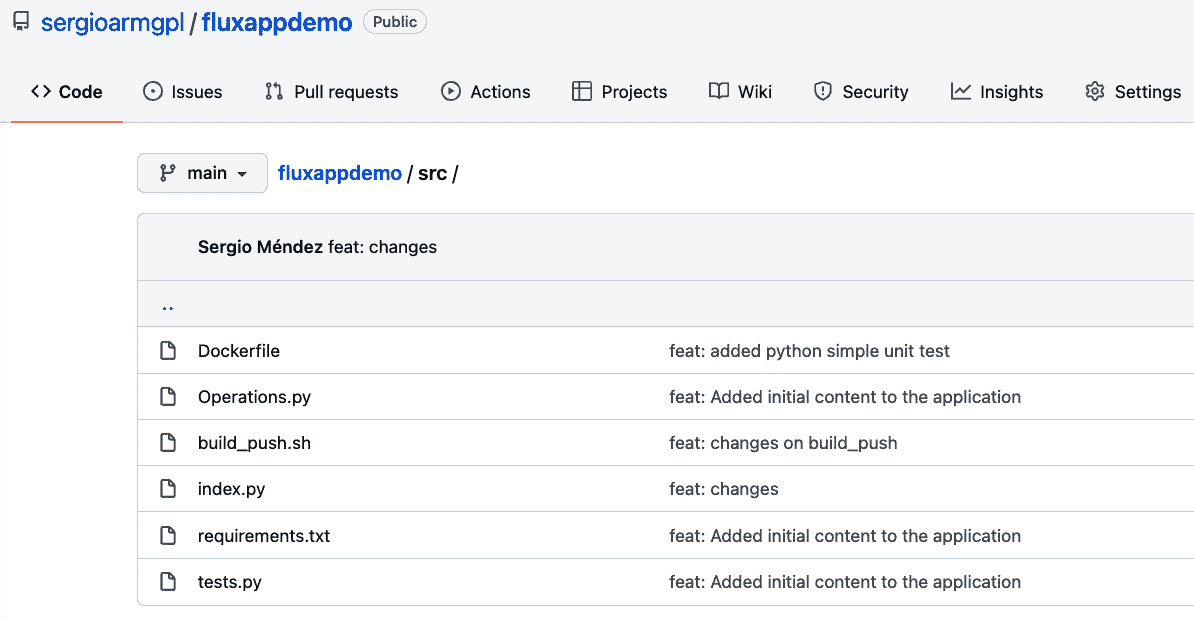 sergioarmgpl / fluxappdemo Public
Code Issues Pull requests Actions Projects Wiki Security Insights Settings
main fluxappdemo / src /
Sergio Méndez feat: changes
..
Dockerfile feat: added python simple unit test
Operations.py feat: Added initial content to the application
build_push.sh feat: changes on build_push
index.py feat: changes
requirements.txt feat: Added initial content to the application
tests.py feat: Added initial content to the application